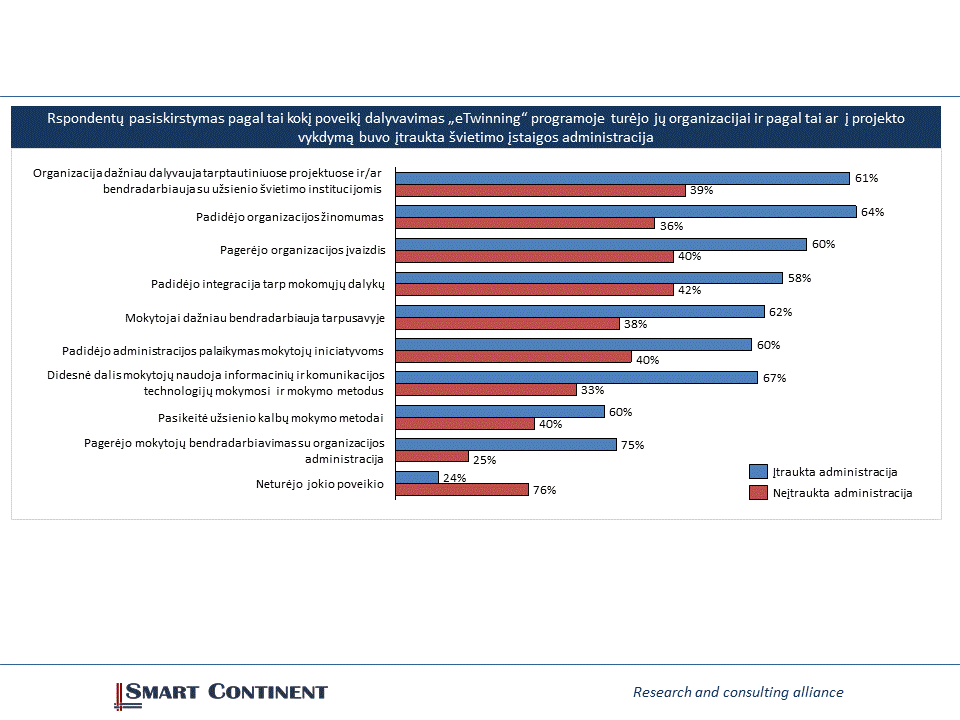 Rspondentų pasiskirstymas pagal tai kokį poveikį dalyvavimas „eTwinning“ programoje turėjo jų organizacijai ir pagal tai ar į projekto
vykdymą buvo įtraukta švietimo įstaigos administracija
Organizacija dažniau dalyvauja tarptautiniuose projektuose ir/ar
bendradarbiauja su užsienio švietimo institucijomis
61%
39%
Padidėjo organizacijos žinomumas
64%
36%
Pagerėjo organizacijos įvaizdis
60%
40%
Padidėjo integracija tarp mokomųjų dalykų
58%
42%
Mokytojai dažniau bendradarbiauja tarpusavyje
62%
38%
Padidėjo administracijos palaikymas mokytojų iniciatyvoms
60%
40%
Didesnė dalis mokytojų naudoja informacinių ir komunikacijos
technologijų mokymosi ir mokymo metodus
67%
33%
Pasikeitė užsienio kalbų mokymo metodai
60%
40%
Pagerėjo mokytojų bendradarbiavimas su organizacijos
administracija
75%
25%
Neturėjo jokio poveikio
24%
76%
Įtraukta administracija
Neįtraukta administracija
SMART CONTINENT
Research and consulting alliance